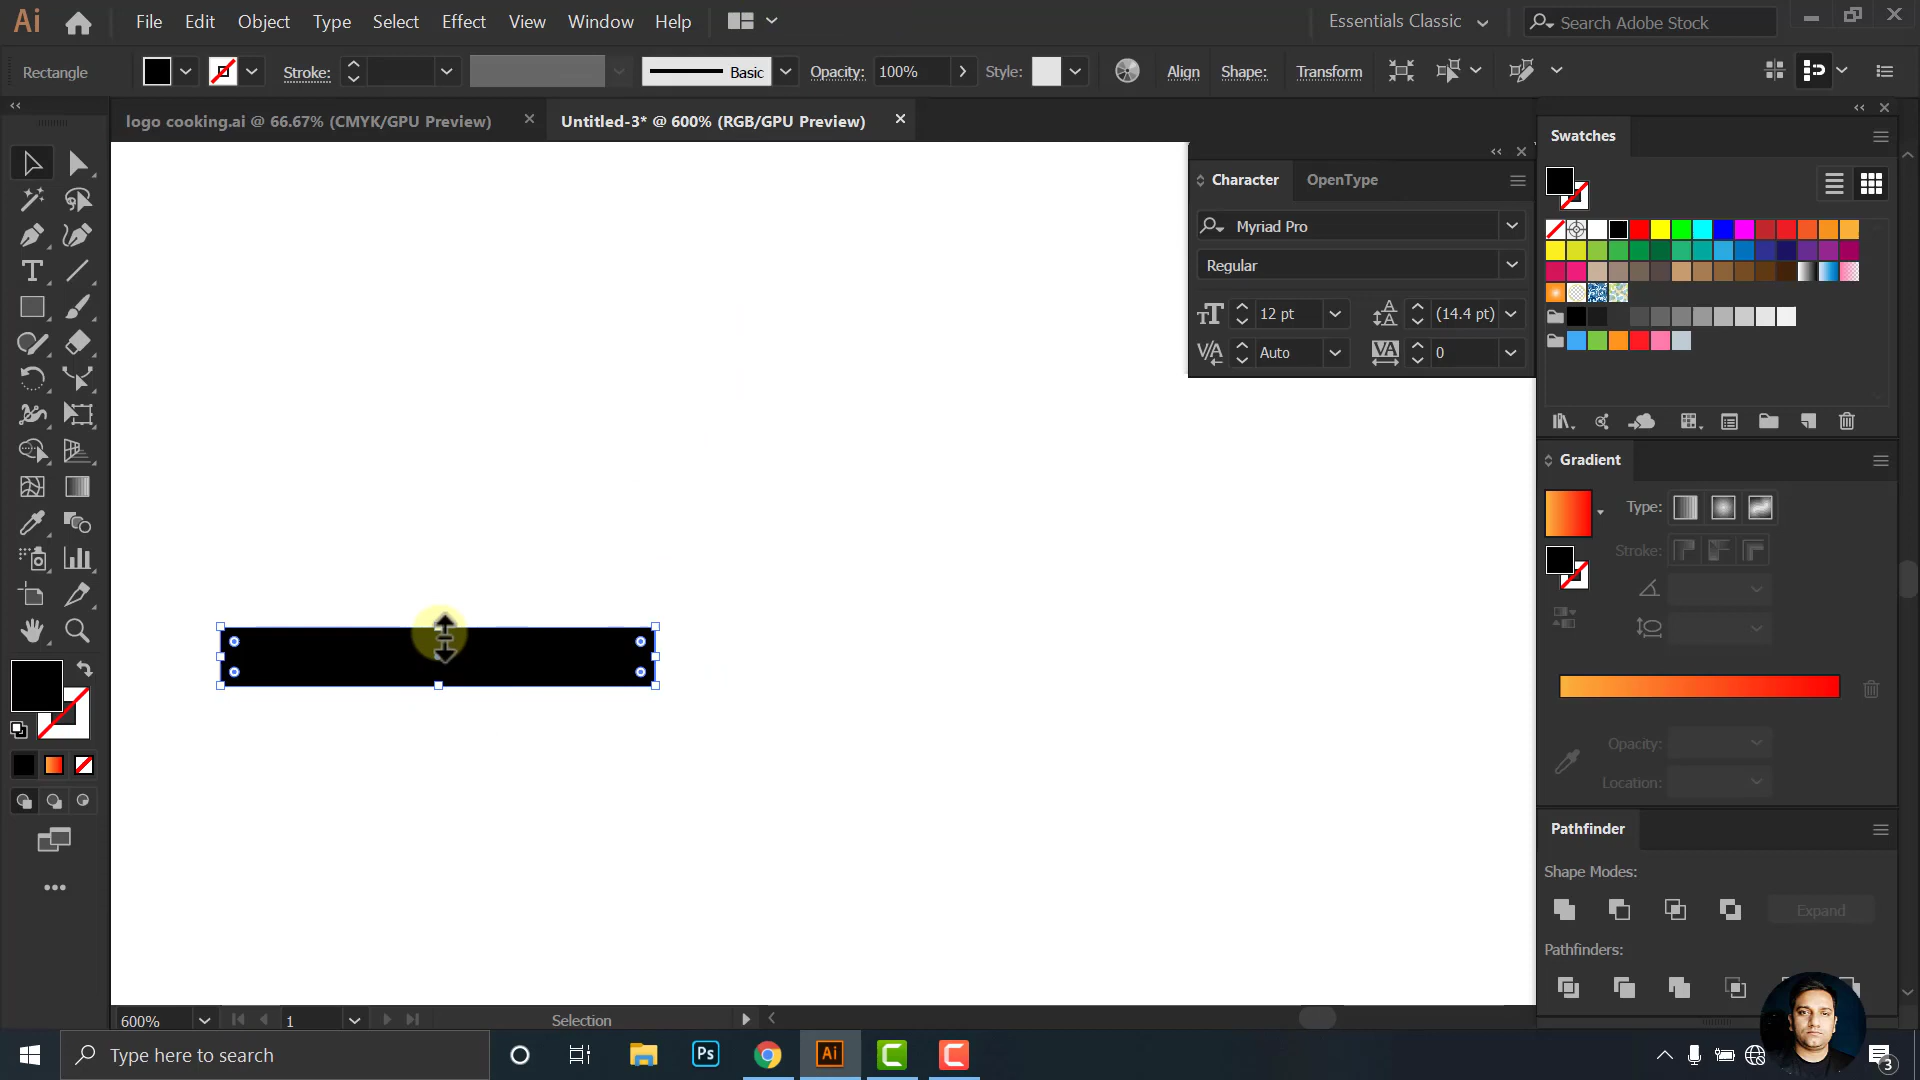 Ai File Edit Object Type Select Effect View Window Help Essentials Classic Search Adobe Stock
Rectangle Stroke: Basic Opacity: 100% Style: Align Shape: Transform
logo cooking.ai @ 66.67% (CMYK/GPU Preview) Untitled-3* @ 600% (RGB/GPU Preview)
Swatches
Character OpenType
Myriad Pro
Regular
12 pt (14.4 pt)
Auto 0
Gradient
Type:
Stroke:
Opacity:
Location:
Pathfinder
Shape Modes:
Expand
Pathfinders:
600% 1 Selection
Type here to search Ps Ai 3